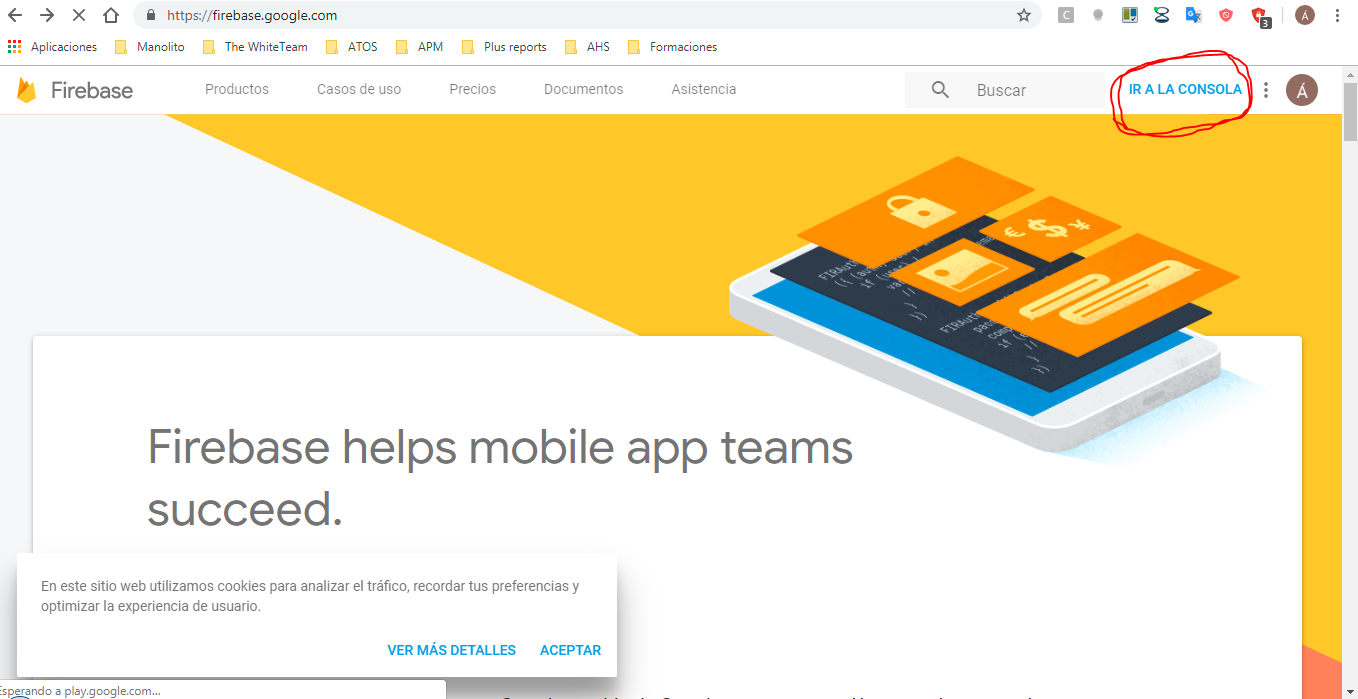 https://firebase.google.com
C
3
Á
Aplicaciones Manolito The WhiteTeam ATOS APM Plus reports AHS Formaciones
Firebase Productos Casos de uso Precios Documentos Asistencia Buscar IR A LA CONSOLA Á
Firebase helps mobile app teams
succeed.
En este sitio web utilizamos cookies para analizar el tráfico, recordar tus preferencias y
optimizar la experiencia de usuario.
VER MÁS DETALLES ACEPTAR
Esperando a play.google.com...